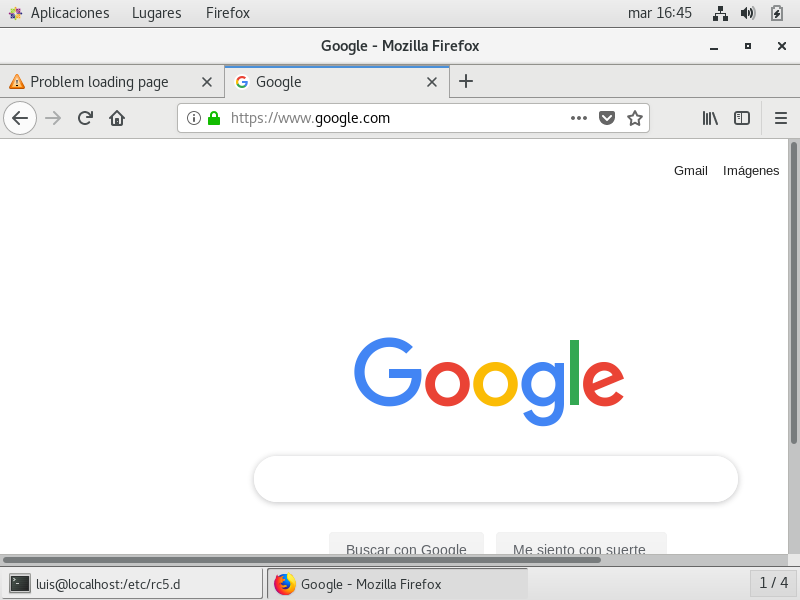 Aplicaciones Lugares Firefox mar 16:45
Google - Mozilla Firefox
Problem loading page Google
https://www.google.com
Gmail Imágenes
Google
Buscar con Google Me siento con suerte
luis@localhost:/etc/rc5.d Google - Mozilla Firefox 1 / 4